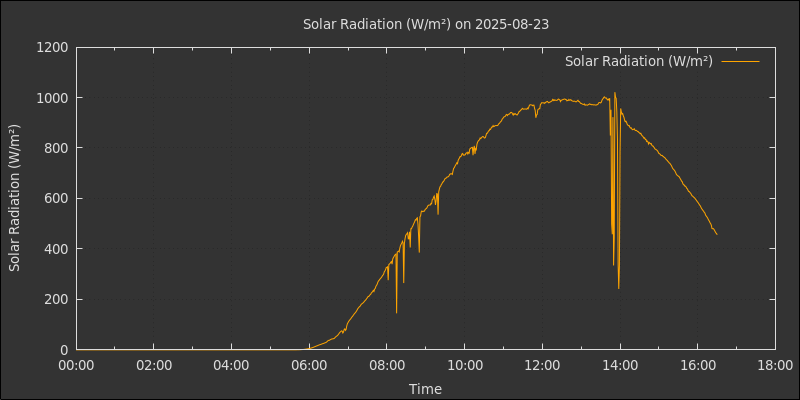 Solar Radiation (W/m²) on 2025-08-23
Solar Radiation (W/m²)
Solar Radiation (W/m²)
1200
1000
800
600
400
200
0
00:00 02:00 04:00 06:00 08:00 10:00 12:00 14:00 16:00 18:00
Time